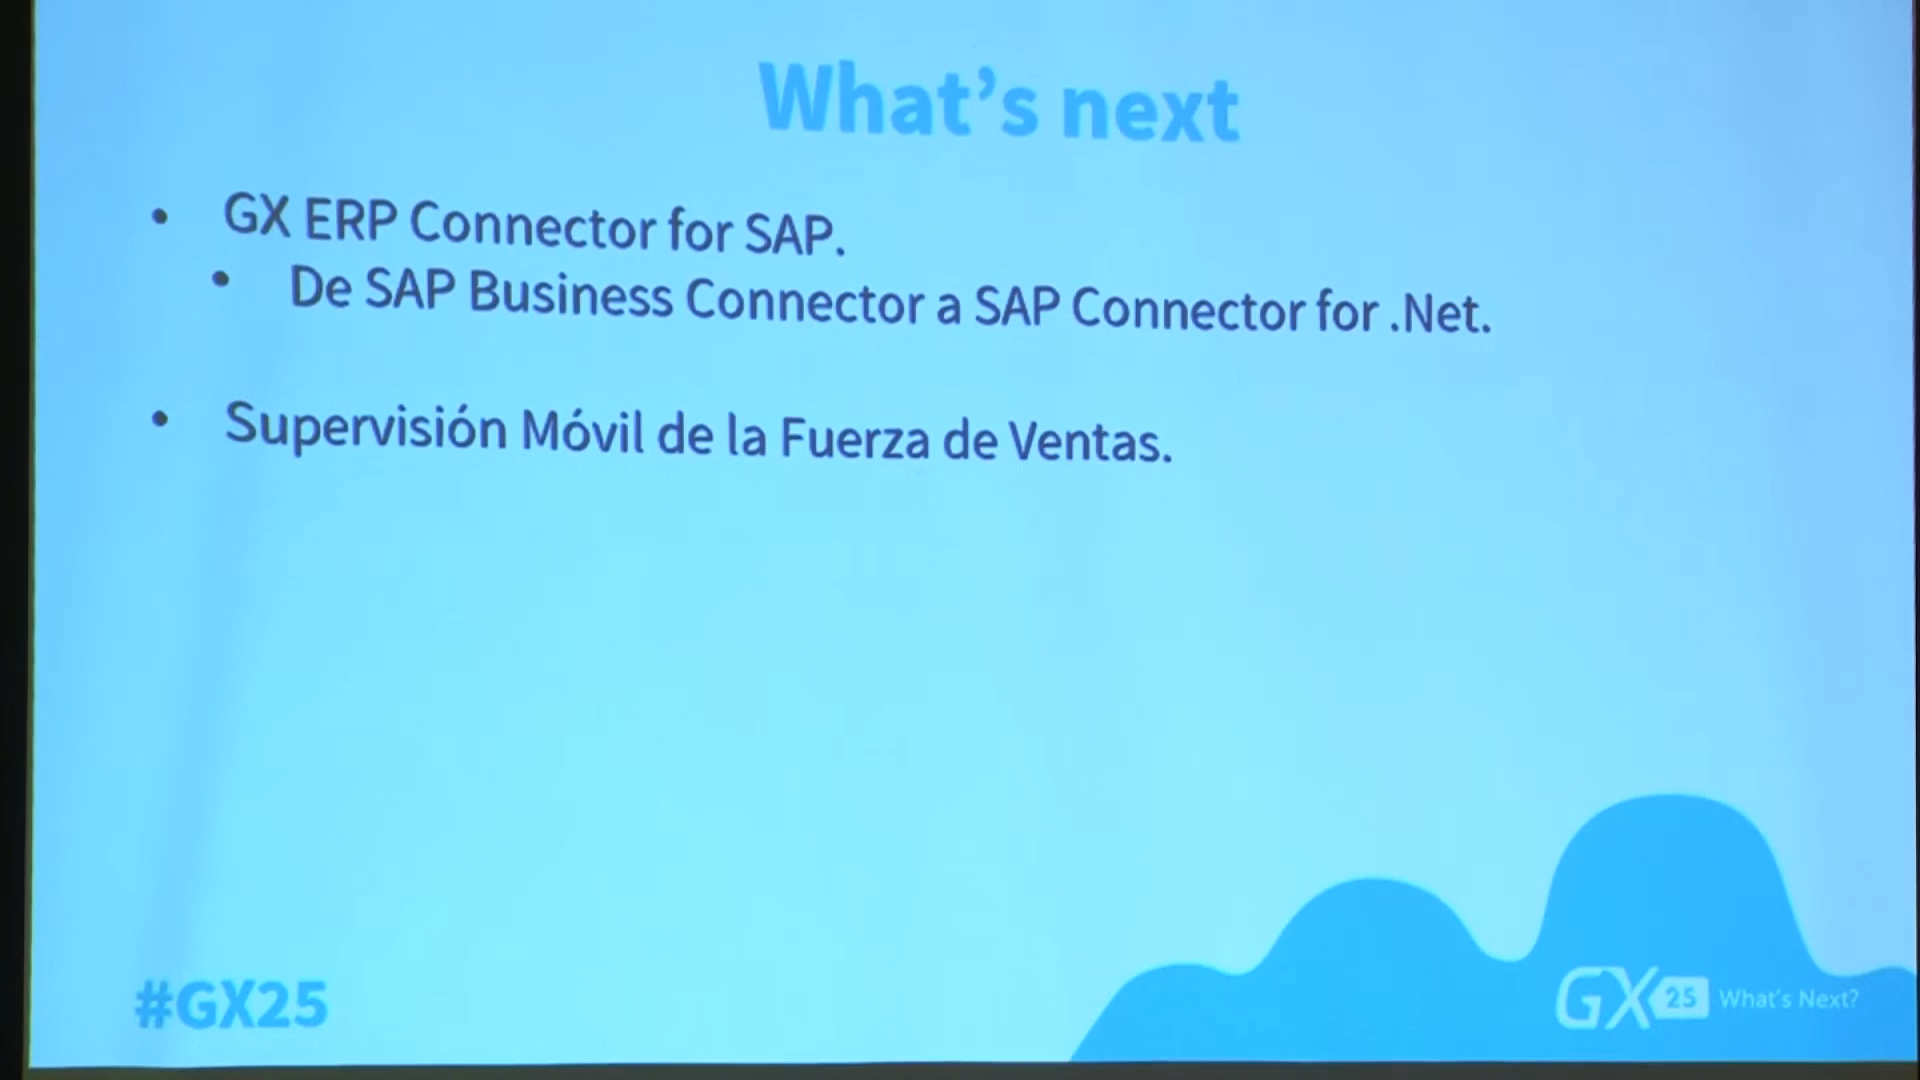 What's next
• GX ERP Connector for SAP.
• De SAP Business Connector a SAP Connector for .Net.
• Supervisión Móvil de la Fuerza de Ventas.
#GX25
GX 25 What's Next?